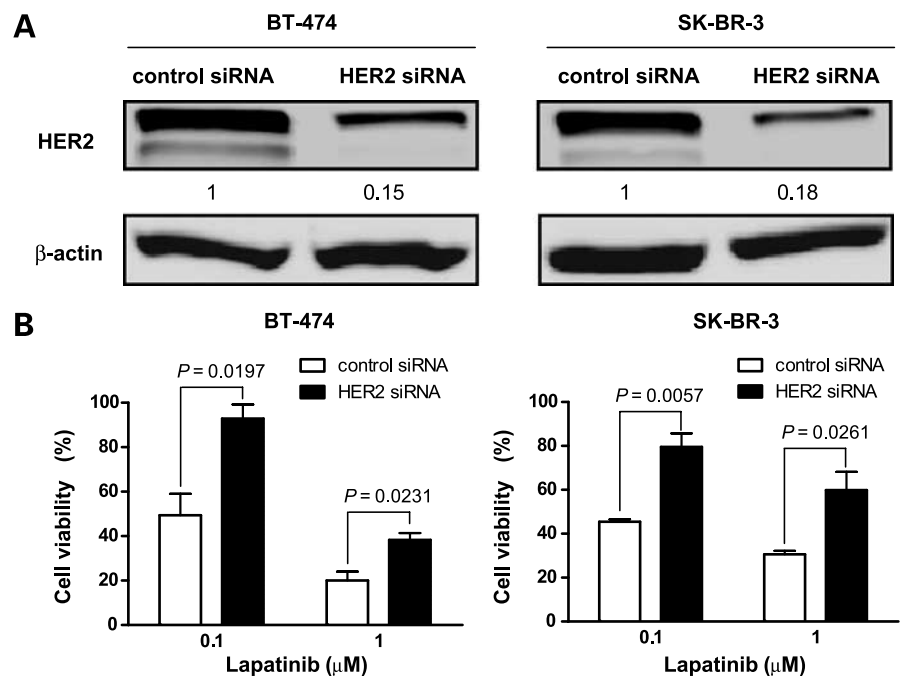 A
BT-474 SK-BR-3
control siRNA HER2 siRNA control siRNA HER2 siRNA
HER2
1 0.15 1 0.18
β-actin
B
BT-474
control siRNA
HER2 siRNA
P = 0.0197
P = 0.0231
Cell viability (%)
100
80
60
40
20
0
0.1 1
Lapatinib (μM)
SK-BR-3
control siRNA
HER2 siRNA
P = 0.0057
P = 0.0261
Cell viability (%)
100
80
60
40
20
0
0.1 1
Lapatinib (μM)